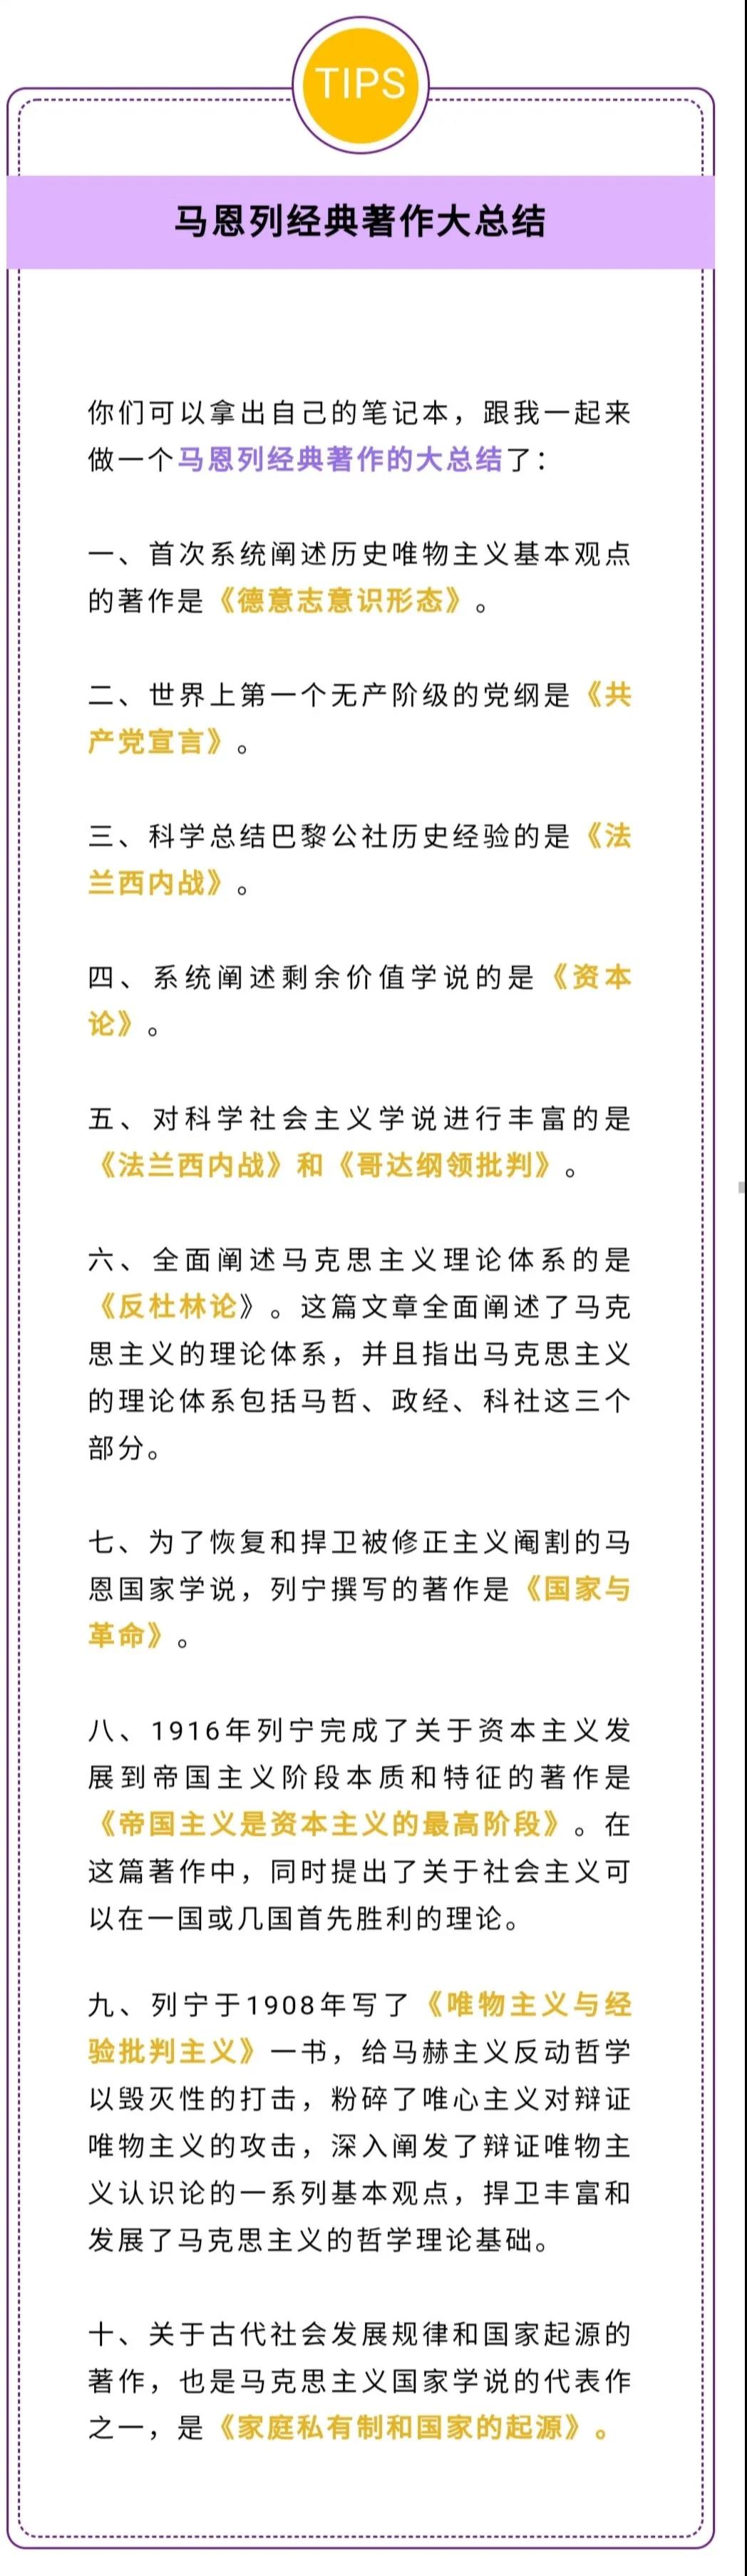 TIPS
马恩列经典著作大总结
你们可以拿出自己的笔记本，跟我一起来
做一个马恩列经典著作的大总结了：
一、首次系统阐述历史唯物主义基本观点
的著作是《德意志意识形态》。
二、世界上第一个无产阶级的党纲是《共
产党宣言》。
三、科学总结巴黎公社历史经验的是《法
兰西内战》。
四、系统阐述剩余价值学说的是《资本
论》。
五、对科学社会主义学说进行丰富的是
《法兰西内战》和《哥达纲领批判》。
六、全面阐述马克思主义理论体系的是
《反杜林论》。这篇文章全面阐述了马克
思主义的理论体系，并且指出马克思主义
的理论体系包括马哲、政经、科社这三个
部分。
七、为了恢复和捍卫被修正主义阉割的马
恩国家学说，列宁撰写的著作是《国家与
革命》。
八、1916年列宁完成了关于资本主义发
展到帝国主义阶段本质和特征的著作是
《帝国主义是资本主义的最高阶段》。在
这篇著作中，同时提出了关于社会主义可
以在一国或几国首先胜利的理论。
九、列宁于1908年写了《唯物主义与经
验批判主义》一书，给马赫主义反动哲学
以毁灭性的打击，粉碎了唯心主义对辩证
唯物主义的攻击，深入阐发了辩证唯物主
义认识论的一系列基本观点，捍卫丰富和
发展了马克思主义的哲学理论基础。
十、关于古代社会发展规律和国家起源的
著作，也是马克思主义国家学说的代表作
之一，是《家庭私有制和国家的起源》。